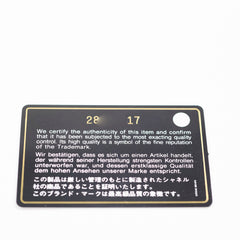 28 17
We certify the authenticity of this item and confirm
that it has been subjected to the most exacting quality
control. Its high quality is a symbol of the fine reputation
of the Trademark.
Wir bestätigen, dass es sich um einen Artikel handelt,
der während seiner Herstellung strengsten Kontrollen
unterworfen war, und dessen erstklassige Qualität
dem hohen Ansehen unserer Marke entspricht.
この製品は厳しい管理のもとに製造されたシャネル
社の商品であることを証明いたします。
このブランド・マークは最高級品質の象徴です。